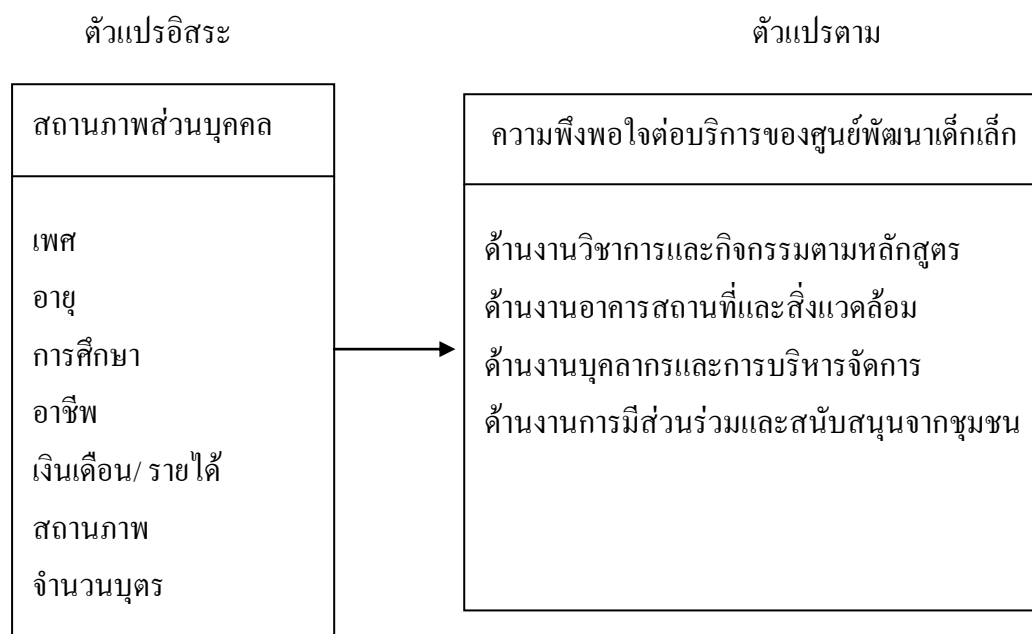 ตัวแปรอิสระ
ตัวแปรตาม
สถานภาพส่วนบุคคล
เพศ
อายุ
การศึกษา
อาชีพ
เงินเดือน/ รายได้
สถานภาพ
จำนวนบุตร
ความพึงพอใจต่อบริการของศูนย์พัฒนาเด็กเล็ก
ด้านงานวิชาการและกิจกรรมตามหลักสูตร
ด้านงานอาคารสถานที่และสิ่งแวดล้อม
ด้านงานบุคลากรและการบริหารจัดการ
ด้านงานการมีส่วนร่วมและสนับสนุนจากชุมชน